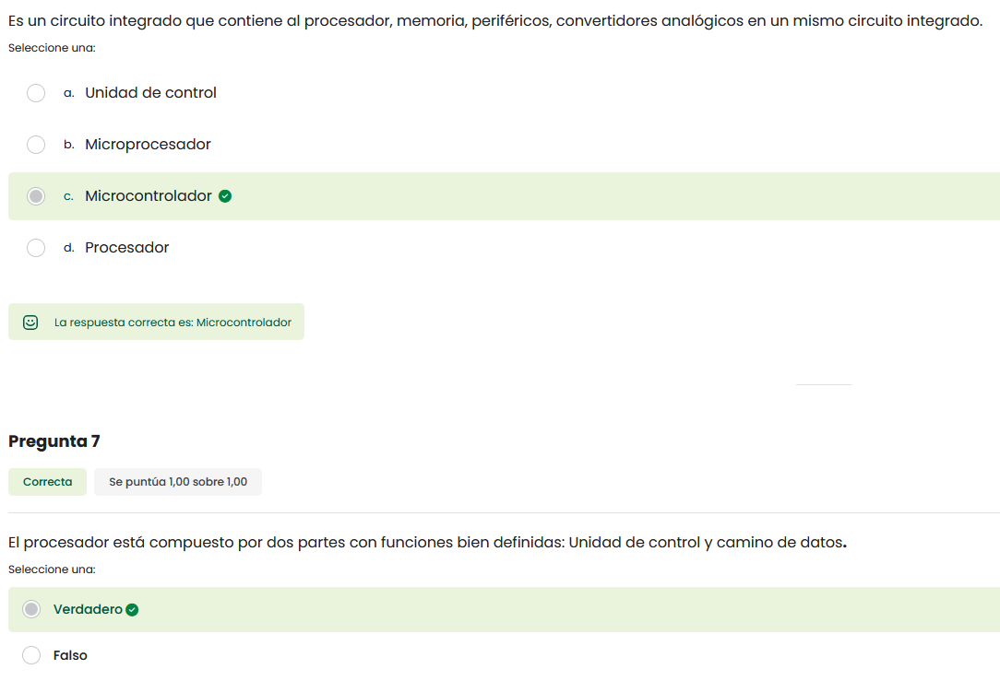 Es un circuito integrado que contiene al procesador, memoria, periféricos, convertidores analógicos en un mismo circuito integrado.
Seleccione una:
a. Unidad de control
b. Microprocesador
c. Microcontrolador
d. Procesador
La respuesta correcta es: Microcontrolador
Pregunta 7
Correcta Se puntúa 1,00 sobre 1,00
El procesador está compuesto por dos partes con funciones bien definidas: Unidad de control y camino de datos.
Seleccione una:
Verdadero
Falso